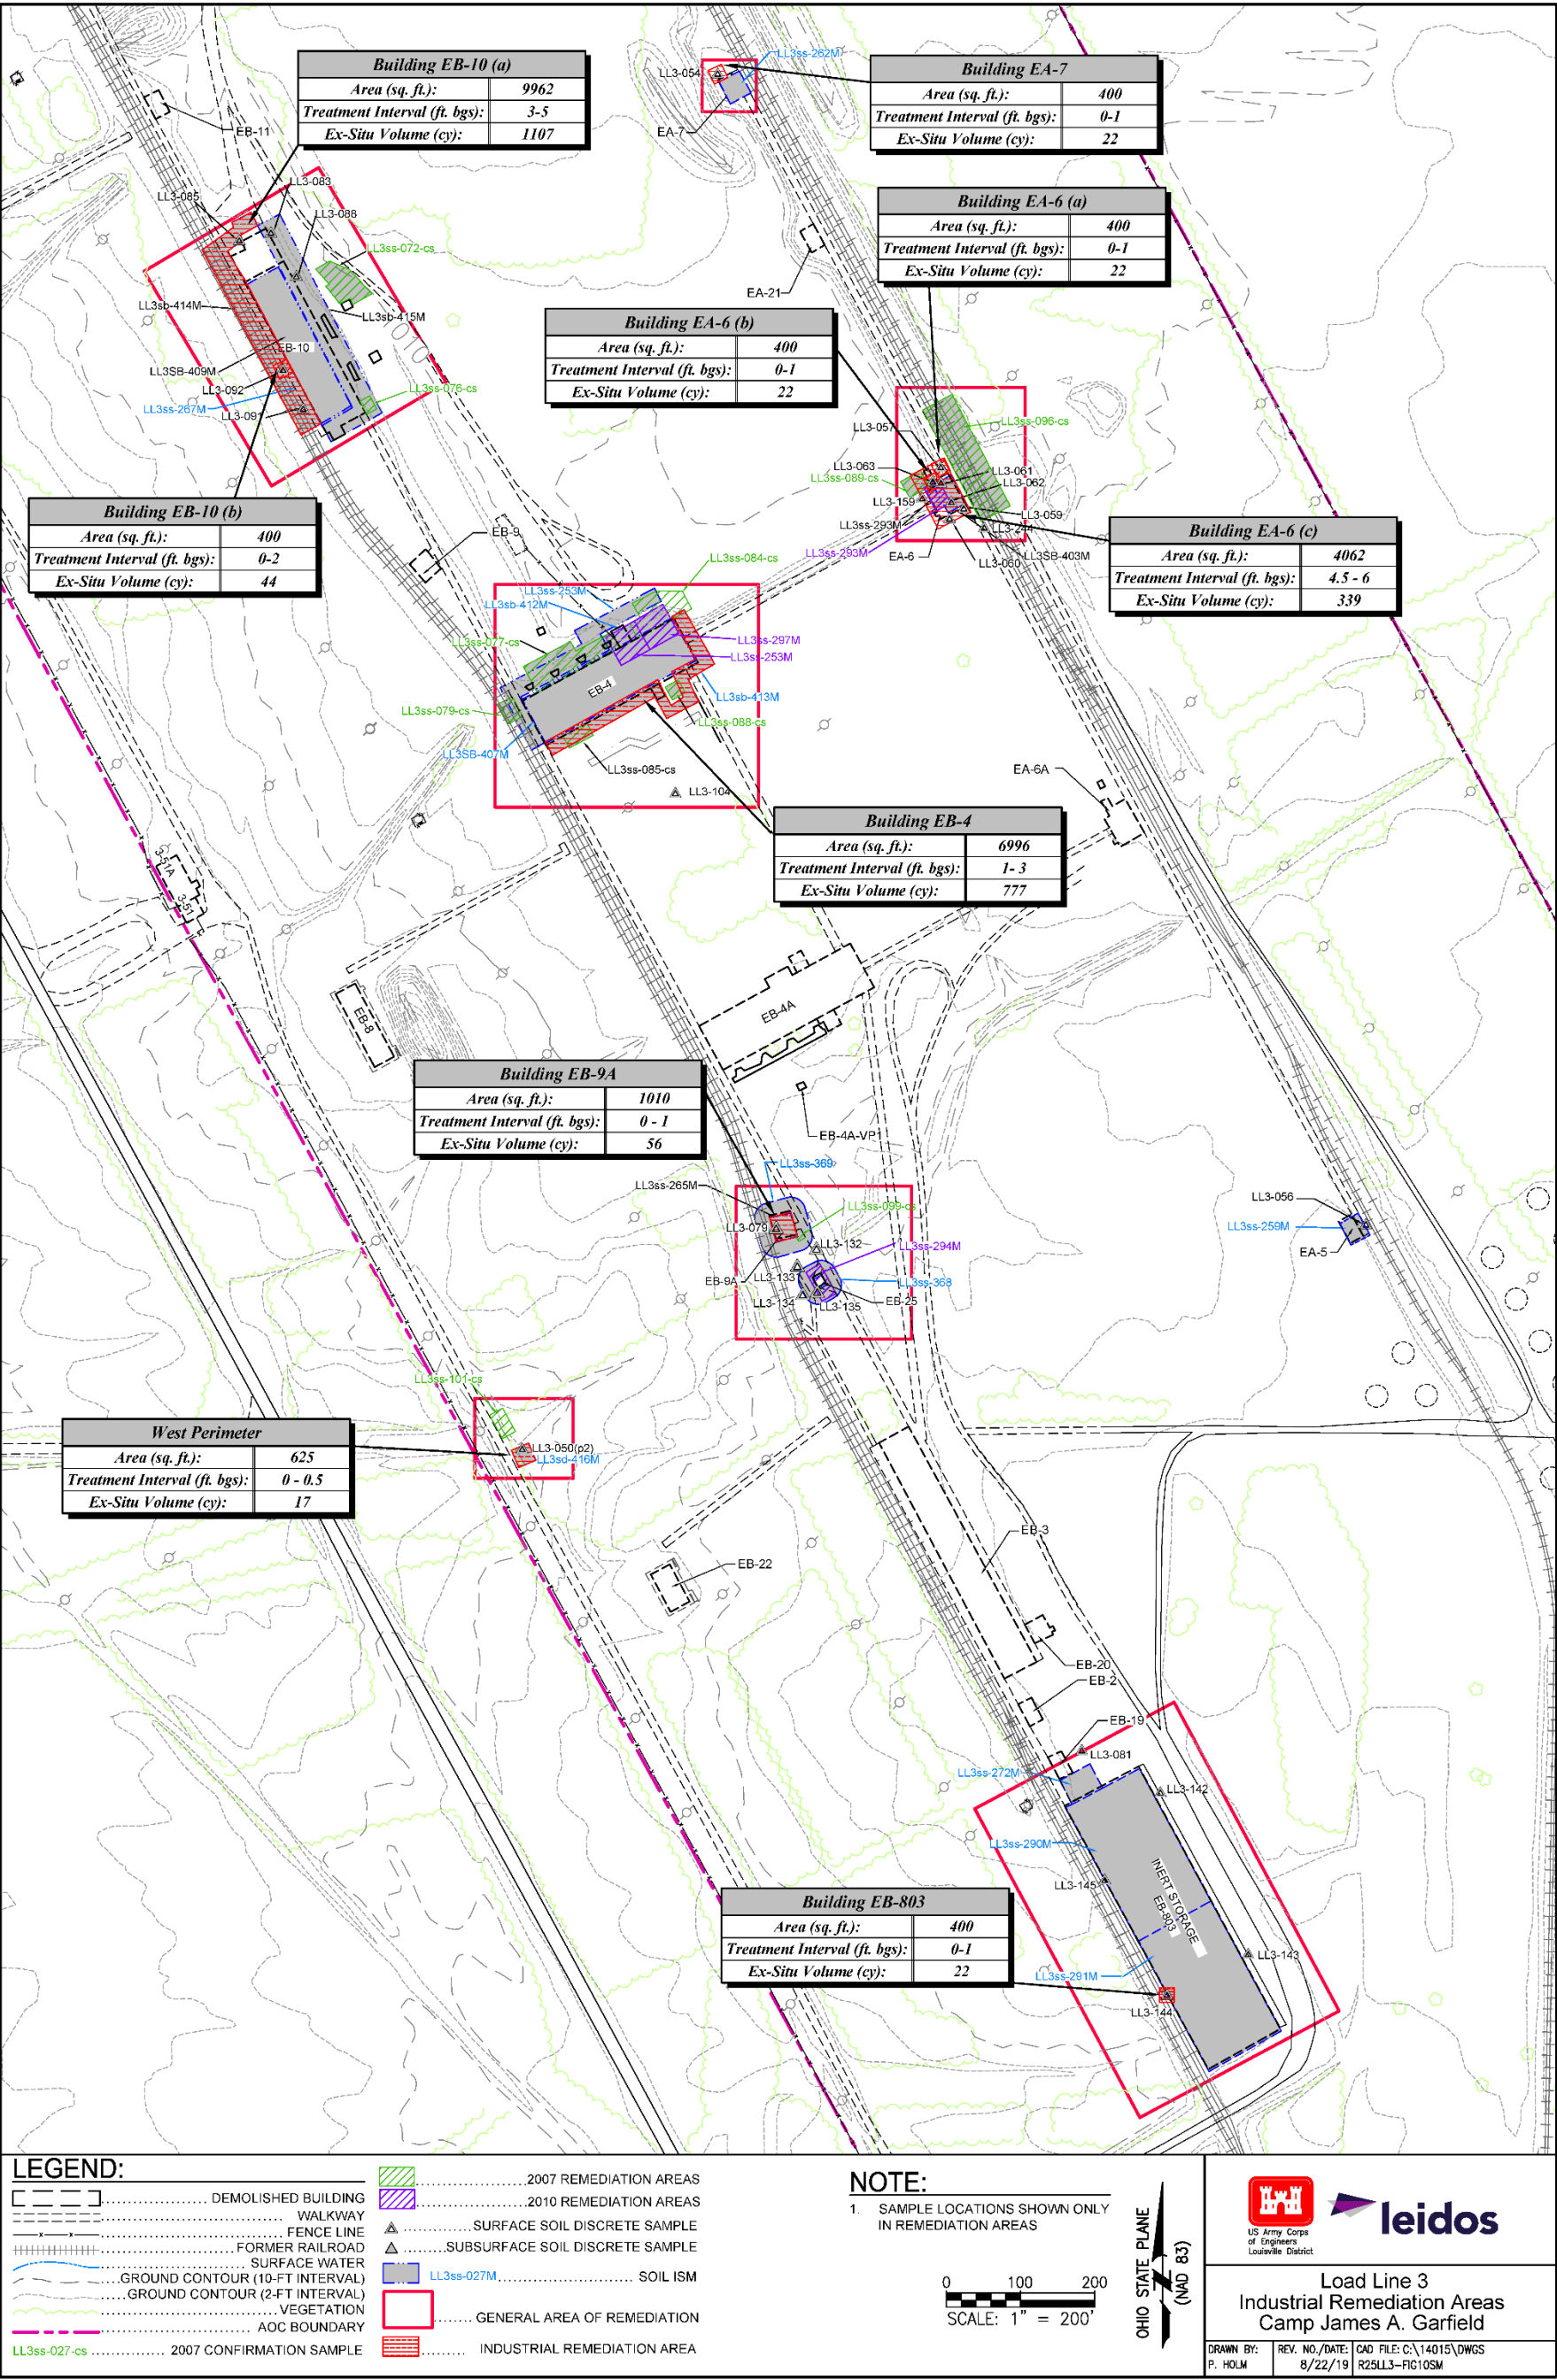 Building EB-10 (a)
Area (sq. ft.): 9962
Treatment Interval (ft. bgs): 3-5
Ex-Situ Volume (cy): 1107
LL3ss-262M
LL3-054
EA-7
Building EA-7
Area (sq. ft.): 400
Treatment Interval (ft. bgs): 0-1
Ex-Situ Volume (cy): 22
EB-11
LL3-085
LL3-083
LL3-088
LL3ss-072-cs
Building EA-6 (a)
Area (sq. ft.): 400
Treatment Interval (ft. bgs): 0-1
Ex-Situ Volume (cy): 22
EA-21
LL3sb-414M
LL3sb-415M
1010
EB-10
LL3SB-409M
LL3-092
LL3ss-267M
LL3-091
LL3ss-076-cs
Building EA-6 (b)
Area (sq. ft.): 400
Treatment Interval (ft. bgs): 0-1
Ex-Situ Volume (cy): 22
LL3-057
LL3ss-096-cs
LL3-063
LL3ss-089-cs
LL3-061
LL3-062
LL3-159
LL3-059
LL3ss-293M
LL3-244
LL3ss-293M
EA-6
LL3-060
LL3SB-403M
Building EB-10 (b)
Area (sq. ft.): 400
Treatment Interval (ft. bgs): 0-2
Ex-Situ Volume (cy): 44
Building EA-6 (c)
Area (sq. ft.): 4062
Treatment Interval (ft. bgs): 4.5 - 6
Ex-Situ Volume (cy): 339
EB-9
LL3ss-084-cs
LL3ss-253M
LL3sb-412M
LL3ss-077-cs
LL3ss-297M
LL3ss-253M
EB-4
LL3sb-413M
LL3ss-079-cs
LL3ss-088-cs
LL3SB-407M
LL3ss-085-cs
LL3-104
EA-6A
Building EB-4
Area (sq. ft.): 6996
Treatment Interval (ft. bgs): 1- 3
Ex-Situ Volume (cy): 777
3-51A
3-51
EB-8
EB-4A
Building EB-9A
Area (sq. ft.): 1010
Treatment Interval (ft. bgs): 0 - 1
Ex-Situ Volume (cy): 56
EB-4A-VP1
LL3ss-369
LL3ss-265M
LL3ss-099-cs
LL3-079
LL3-132
LL3ss-294M
EB-9A
LL3-133
LL3ss-368
LL3-134
LL3-135
EB-25
LL3-056
LL3ss-259M
EA-5
LL3ss-101-cs
West Perimeter
Area (sq. ft.): 625
Treatment Interval (ft. bgs): 0 - 0.5
Ex-Situ Volume (cy): 17
LL3-050(p2)
LL3sd-416M
EB-3
EB-22
EB-20
EB-2
EB-19
LL3-081
LL3ss-272M
LL3-142
LL3ss-290M
LL3-145
INERT STORAGE
EB-803
LL3-143
LL3ss-291M
LL3-144
Building EB-803
Area (sq. ft.): 400
Treatment Interval (ft. bgs): 0-1
Ex-Situ Volume (cy): 22
LEGEND:
DEMOLISHED BUILDING
WALKWAY
FENCE LINE
FORMER RAILROAD
SURFACE WATER
GROUND CONTOUR (10-FT INTERVAL)
GROUND CONTOUR (2-FT INTERVAL)
VEGETATION
AOC BOUNDARY
LL3ss-027-cs 2007 CONFIRMATION SAMPLE
2007 REMEDIATION AREAS
2010 REMEDIATION AREAS
SURFACE SOIL DISCRETE SAMPLE
SUBSURFACE SOIL DISCRETE SAMPLE
LL3ss-027M SOIL ISM
GENERAL AREA OF REMEDIATION
INDUSTRIAL REMEDIATION AREA
NOTE:
1. SAMPLE LOCATIONS SHOWN ONLY
IN REMEDIATION AREAS
0 100 200
SCALE: 1" = 200'
OHIO STATE PLANE
(NAD 83)
US Army Corps
of Engineers
Louisville District
leidos
Load Line 3
Industrial Remediation Areas
Camp James A. Garfield
DRAWN BY:
P. HOLM
REV. NO./DATE:
8/22/19
CAD FILE: C:\14015\DWGS
R25LL3-FIG10SM